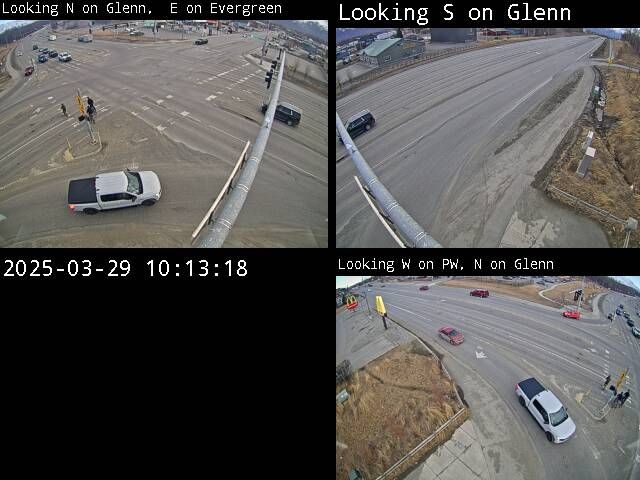 Looking N on Glenn, E on Evergreen
Looking S on Glenn
2025-03-29 10:13:18
Looking W on PW, N on Glenn